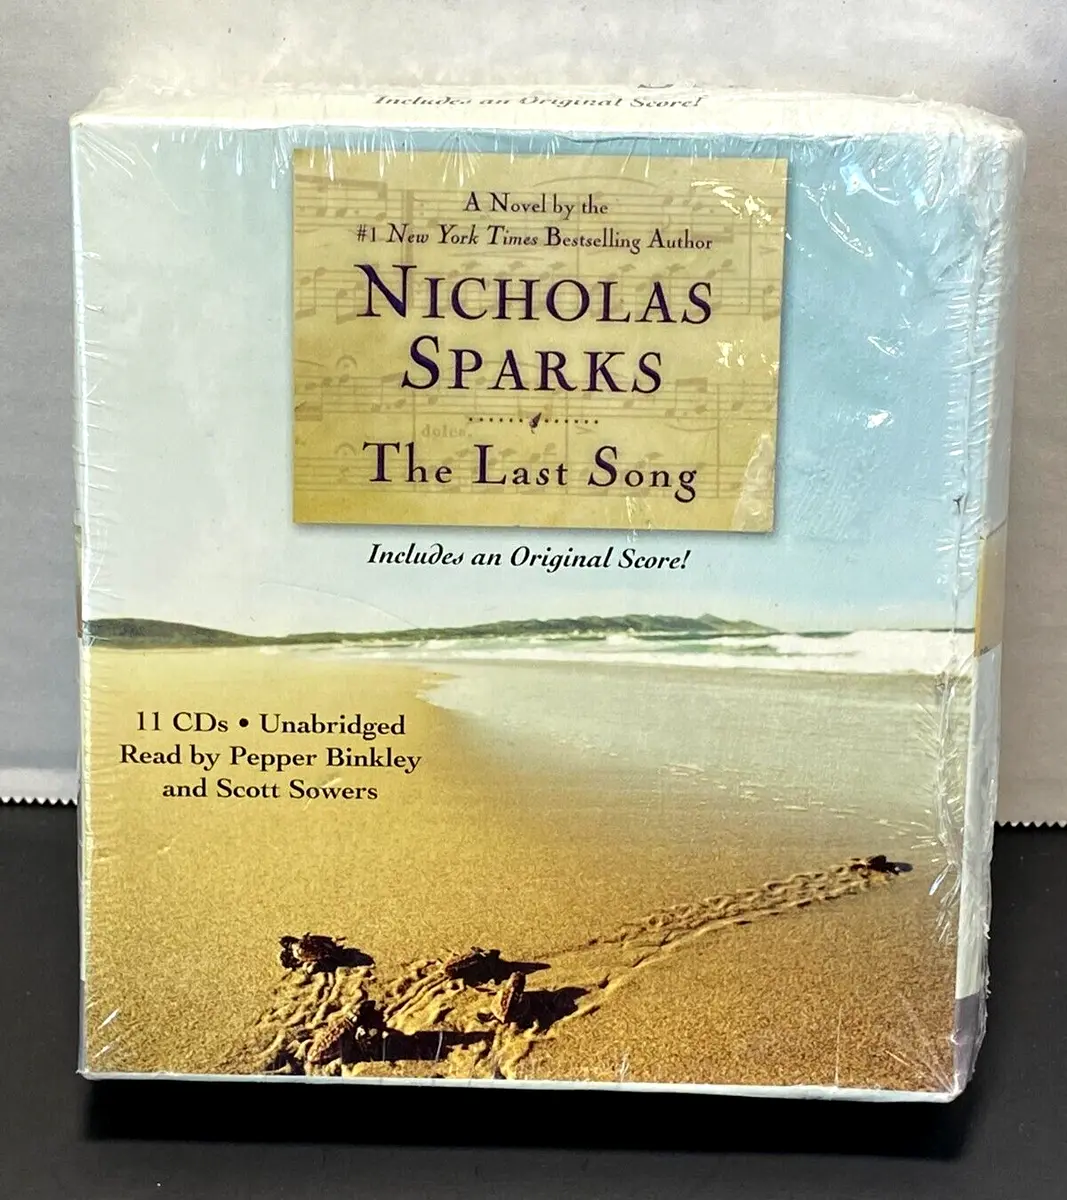 Includes an Original Score!
A Novel by the
#1 New York Times Bestselling Author
NICHOLAS
SPARKS
dolce.
The Last Song
Includes an Original Score!
11 CDs • Unabridged
Read by Pepper Binkley
and Scott Sowers